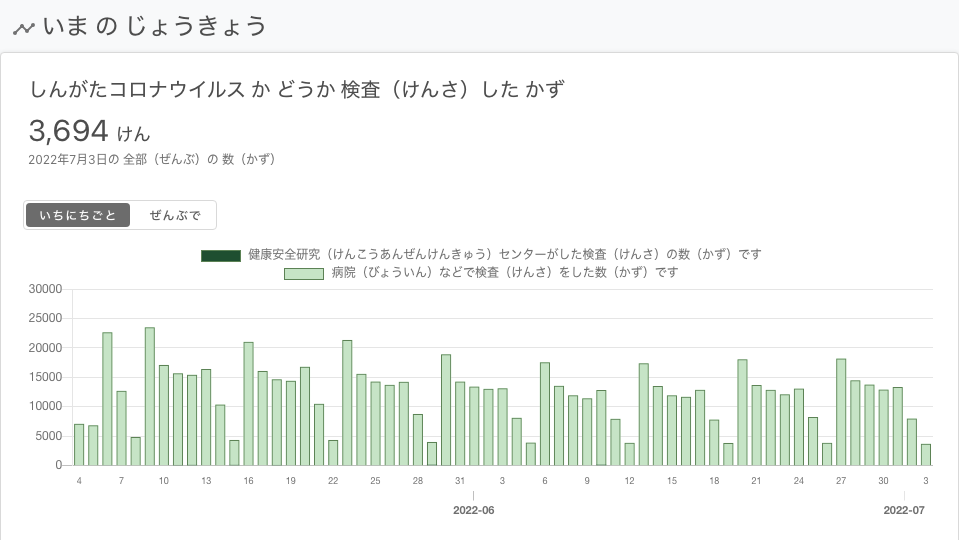 いま の じょうきょう
しんがたコロナウイルス か どうか 検査（けんさ）した かず
3,694 けん
2022年7月3日の 全部（ぜんぶ）の 数（かず）
いちにちごと ぜんぶで
健康安全研究（けんこうあんぜんけんきゅう）センターがした検査（けんさ）の数（かず）です
病院（びょういん）などで検査（けんさ）をした数（かず）です
30000
25000
20000
15000
10000
5000
0
4 7 10 13 16 19 22 25 28 31 3 6 9 12 15 18 21 24 27 30 3
2022-06 2022-07